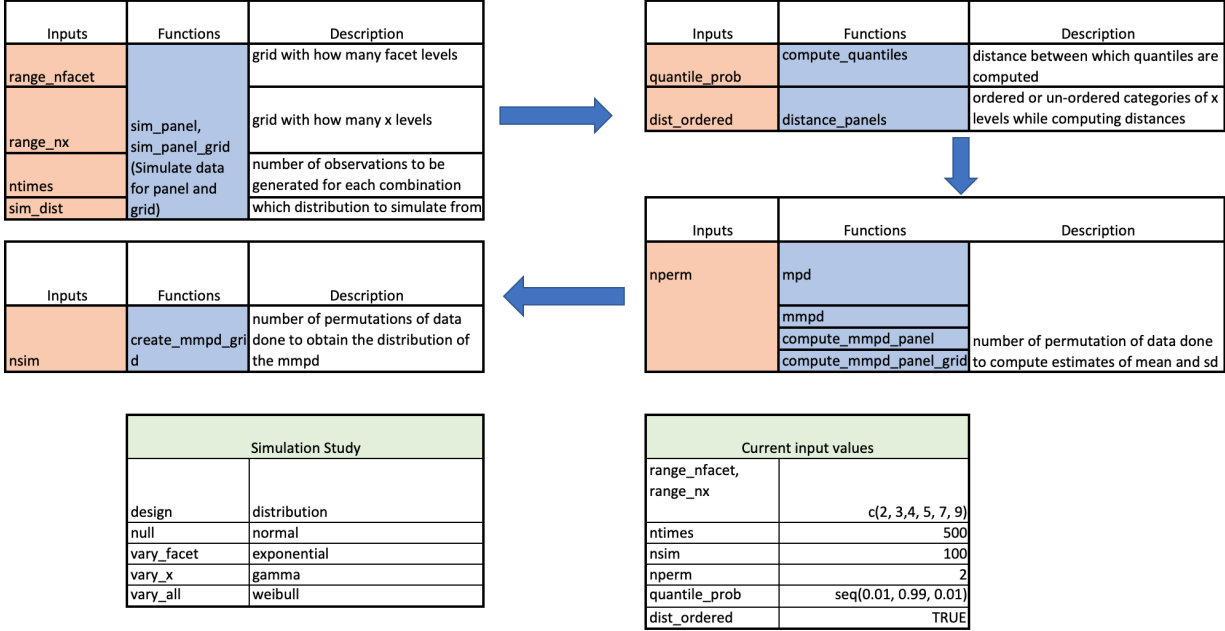 Inputs Functions Description
range_nfacet
grid with how many facet levels
range_nx
sim_panel,
sim_panel_grid
(Simulate data
for panel and
grid)
grid with how many x levels
ntimes
number of observations to be
generated for each combination
sim_dist
which distribution to simulate from
Inputs Functions Description
quantile_prob
compute_quantiles
distance between which quantiles are
computed
dist_ordered
distance_panels
ordered or un-ordered categories of x
levels while computing distances
Inputs Functions Description
nperm
mpd
mmpd
compute_mmpd_panel
compute_mmpd_panel_grid
number of permutation of data done
to compute estimates of mean and sd
Inputs Functions Description
nsim
create_mmpd_gri
d
number of permutations of data
done to obtain the distribution of
the mmpd
Simulation Study
design distribution
null normal
vary_facet exponential
vary_x gamma
vary_all weibull
Current input values
range_nfacet,
range_nx
c(2, 3,4, 5, 7, 9)
ntimes 500
nsim 100
nperm 2
quantile_prob seq(0.01, 0.99, 0.01)
dist_ordered TRUE